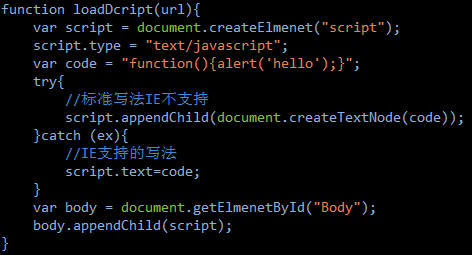 function loadDcript(url){
    var script = document.createElmenet("script");
    script.type = "text/javascript";
    var code = "function(){alert('hello');}";
    try{
        //标准写法IE不支持
        script.appendChild(document.createTextNode(code));
    }catch (ex){
        //IE支持的写法
        script.text=code;
    }
    var body = document.getElmenetById("Body");
    body.appendChild(script);
}